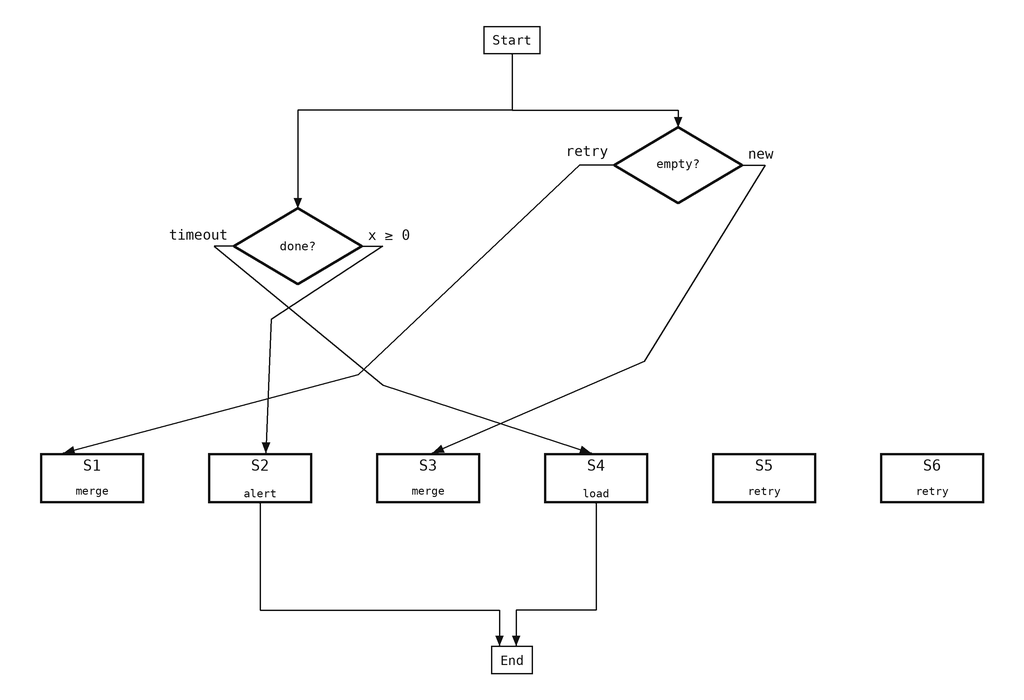 Start
retry
empty?
new
timeout
done?
x ≥ 0
S1
merge
S2
alert
S3
merge
S4
load
S5
retry
S6
retry
End